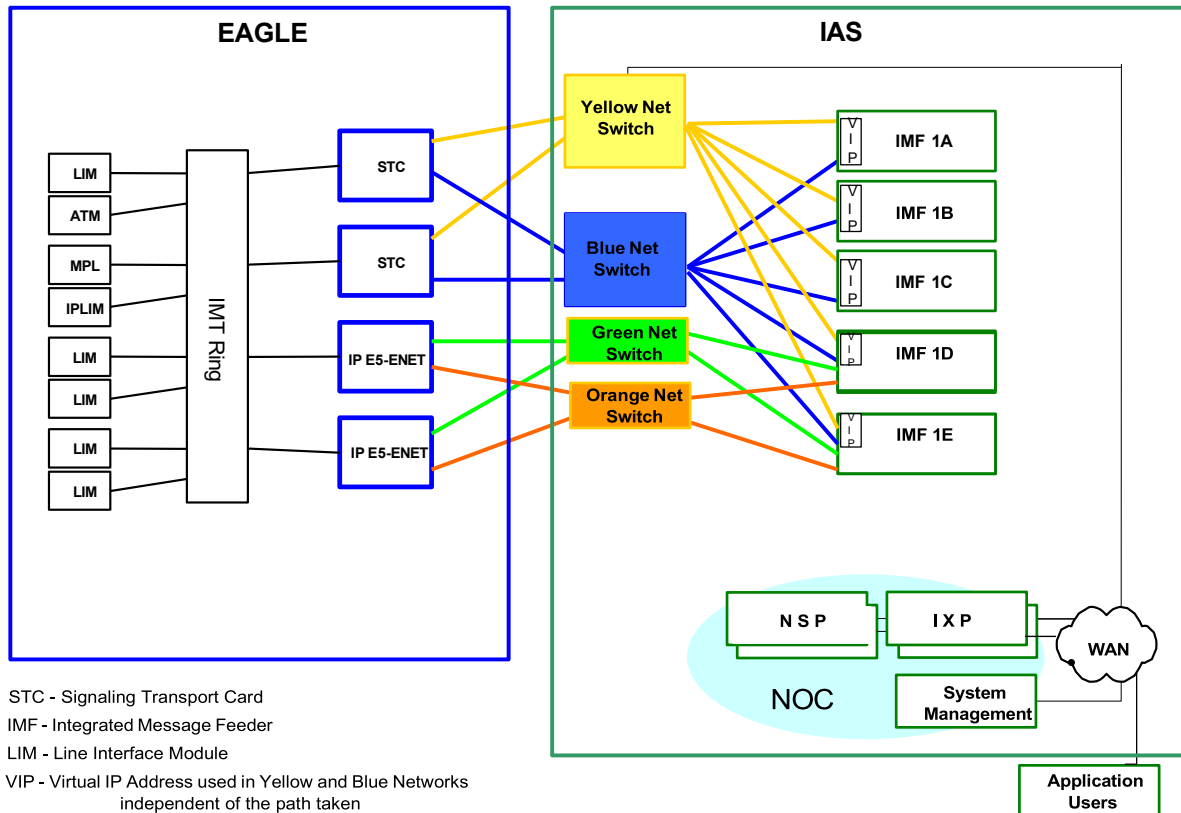 EAGLE
LIM
ATM
MPL
IPLIM
LIM
LIM
LIM
LIM
IMT Ring
STC
STC
IP E5-ENET
IP E5-ENET
IAS
Yellow Net
Switch
Blue Net
Switch
Green Net
Switch
Orange Net
Switch
VIP
IMF 1A
VIP
IMF 1B
VIP
IMF 1C
VIP
IMF 1D
VIP
IMF 1E
N S P
I X P
WAN
NOC
System
Management
Application
Users
STC - Signaling Transport Card
IMF - Integrated Message Feeder
LIM - Line Interface Module
VIP - Virtual IP Address used in Yellow and Blue Networks
independent of the path taken